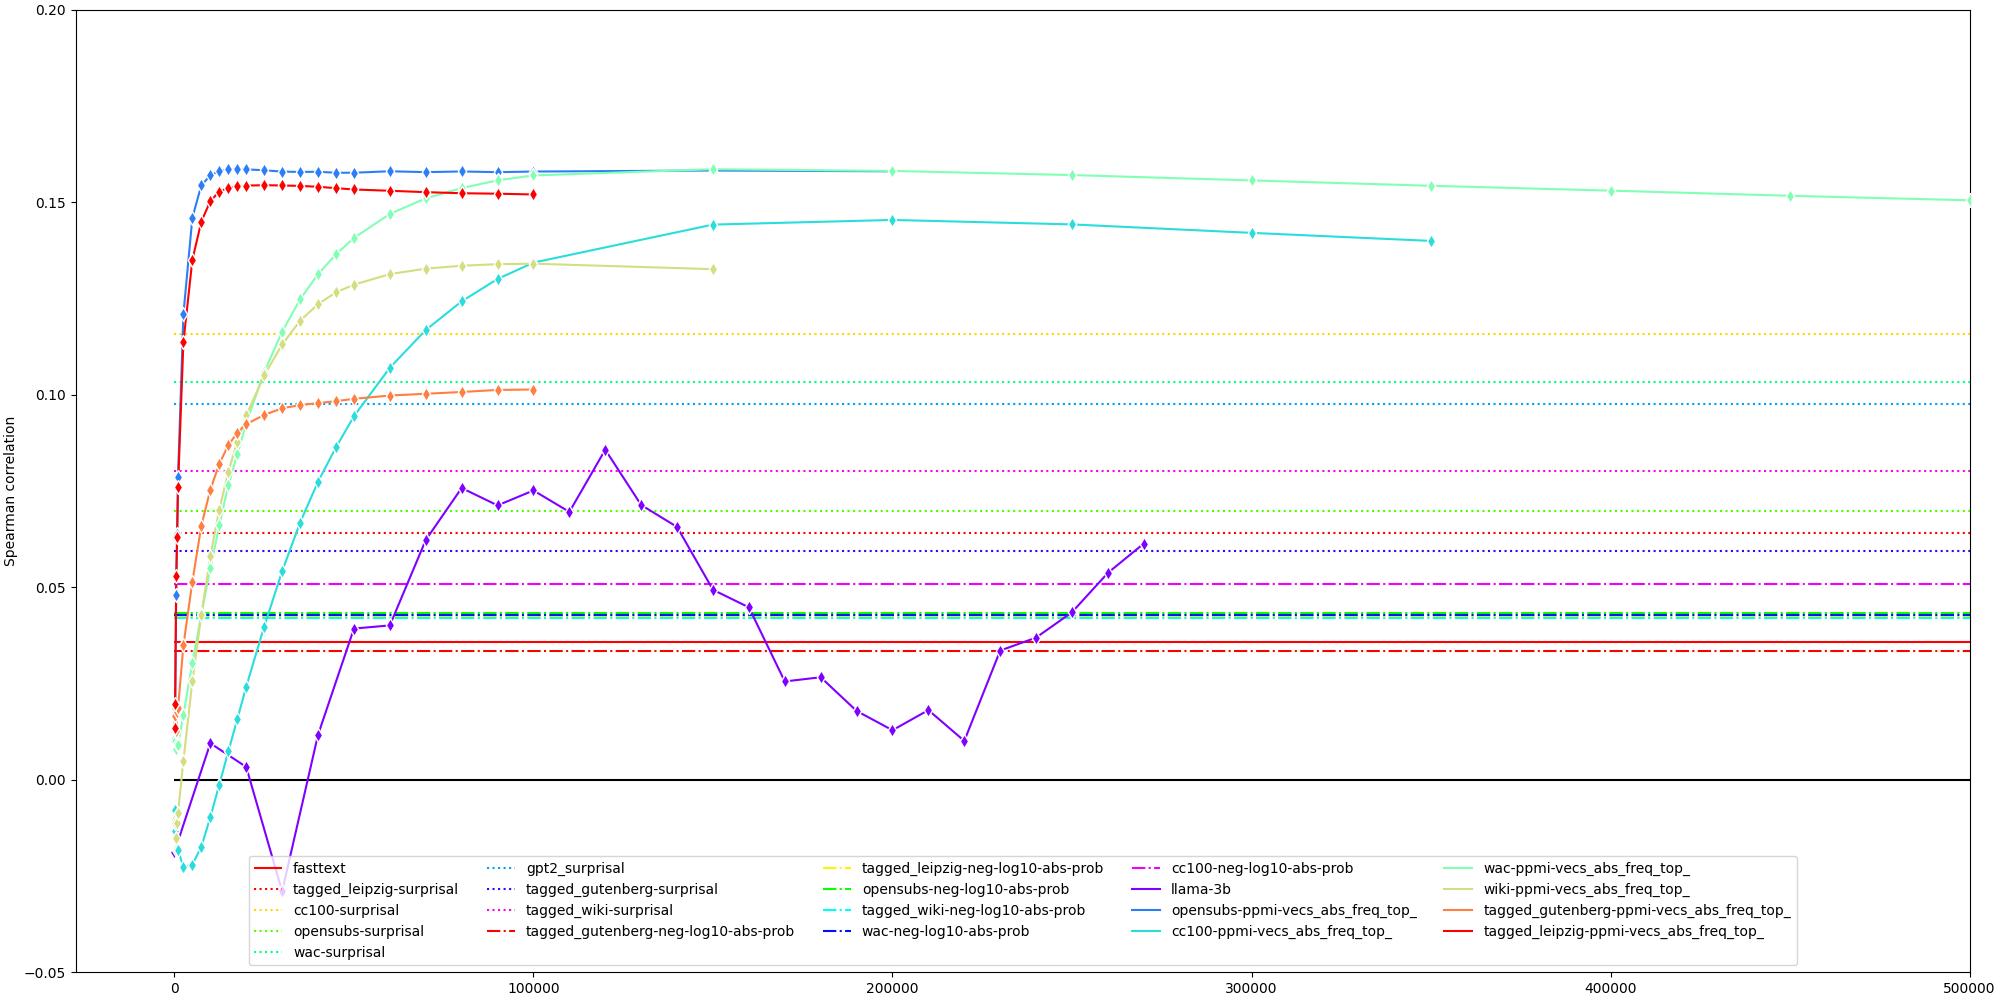 0.20
0.15
0.10
0.05
0.00
−0.05
Spearman correlation
0
100000
200000
300000
400000
500000
fasttext
tagged_leipzig-surprisal
cc100-surprisal
opensubs-surprisal
wac-surprisal
gpt2_surprisal
tagged_gutenberg-surprisal
tagged_wiki-surprisal
tagged_gutenberg-neg-log10-abs-prob
tagged_leipzig-neg-log10-abs-prob
opensubs-neg-log10-abs-prob
tagged_wiki-neg-log10-abs-prob
wac-neg-log10-abs-prob
cc100-neg-log10-abs-prob
llama-3b
opensubs-ppmi-vecs_abs_freq_top_
cc100-ppmi-vecs_abs_freq_top_
wac-ppmi-vecs_abs_freq_top_
wiki-ppmi-vecs_abs_freq_top_
tagged_gutenberg-ppmi-vecs_abs_freq_top_
tagged_leipzig-ppmi-vecs_abs_freq_top_